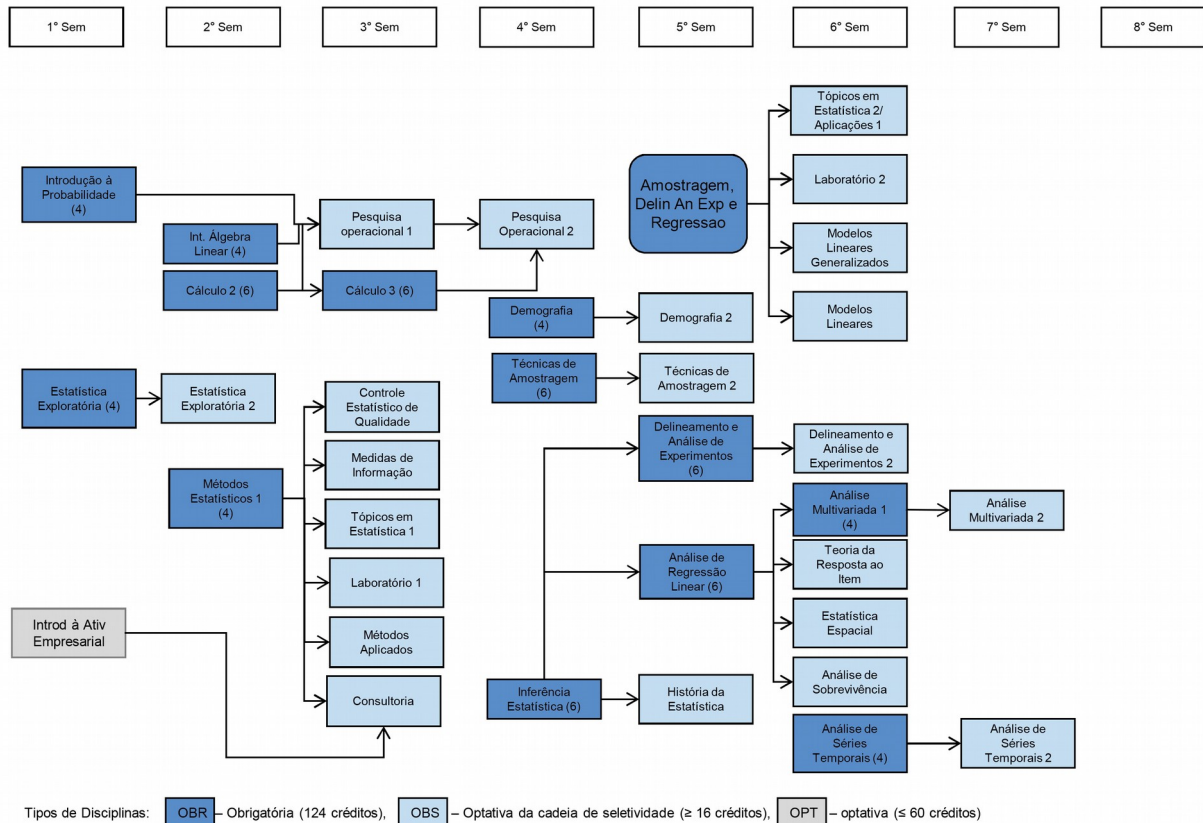 1° Sem
2° Sem
3° Sem
4° Sem
5° Sem
6° Sem
7° Sem
8° Sem
Introdução à
Probabilidade
(4)
Int. Álgebra
Linear (4)
Cálculo 2 (6)
Pesquisa
operacional 1
Cálculo 3 (6)
Pesquisa
Operacional 2
Amostragem,
Delin An Exp e
Regressao
Tópicos em
Estatística 2/
Aplicações 1
Laboratório 2
Modelos
Lineares
Generalizados
Modelos
Lineares
Demografia
(4)
Demografia 2
Técnicas de
Amostragem
(6)
Técnicas de
Amostragem 2
Estatística
Exploratória (4)
Estatística
Exploratória 2
Métodos
Estatísticos 1
(4)
Controle
Estatístico de
Qualidade
Medidas de
Informação
Tópicos em
Estatística 1
Laboratório 1
Métodos
Aplicados
Consultoria
Introd à Ativ
Empresarial
Inferência
Estatística (6)
Delineamento e
Análise de
Experimentos
(6)
Análise de
Regressão
Linear (6)
História da
Estatística
Delineamento e
Análise de
Experimentos 2
Análise
Multivariada 1
(4)
Análise
Multivariada 2
Teoria da
Resposta ao
Item
Estatística
Espacial
Análise de
Sobrevivência
Análise de
Séries
Temporais (4)
Análise de
Séries
Temporais 2
Tipos de Disciplinas: OBR – Obrigatória (124 créditos), OBS – Optativa da cadeia de seletividade (≥ 16 créditos), OPT – optativa (≤ 60 créditos)